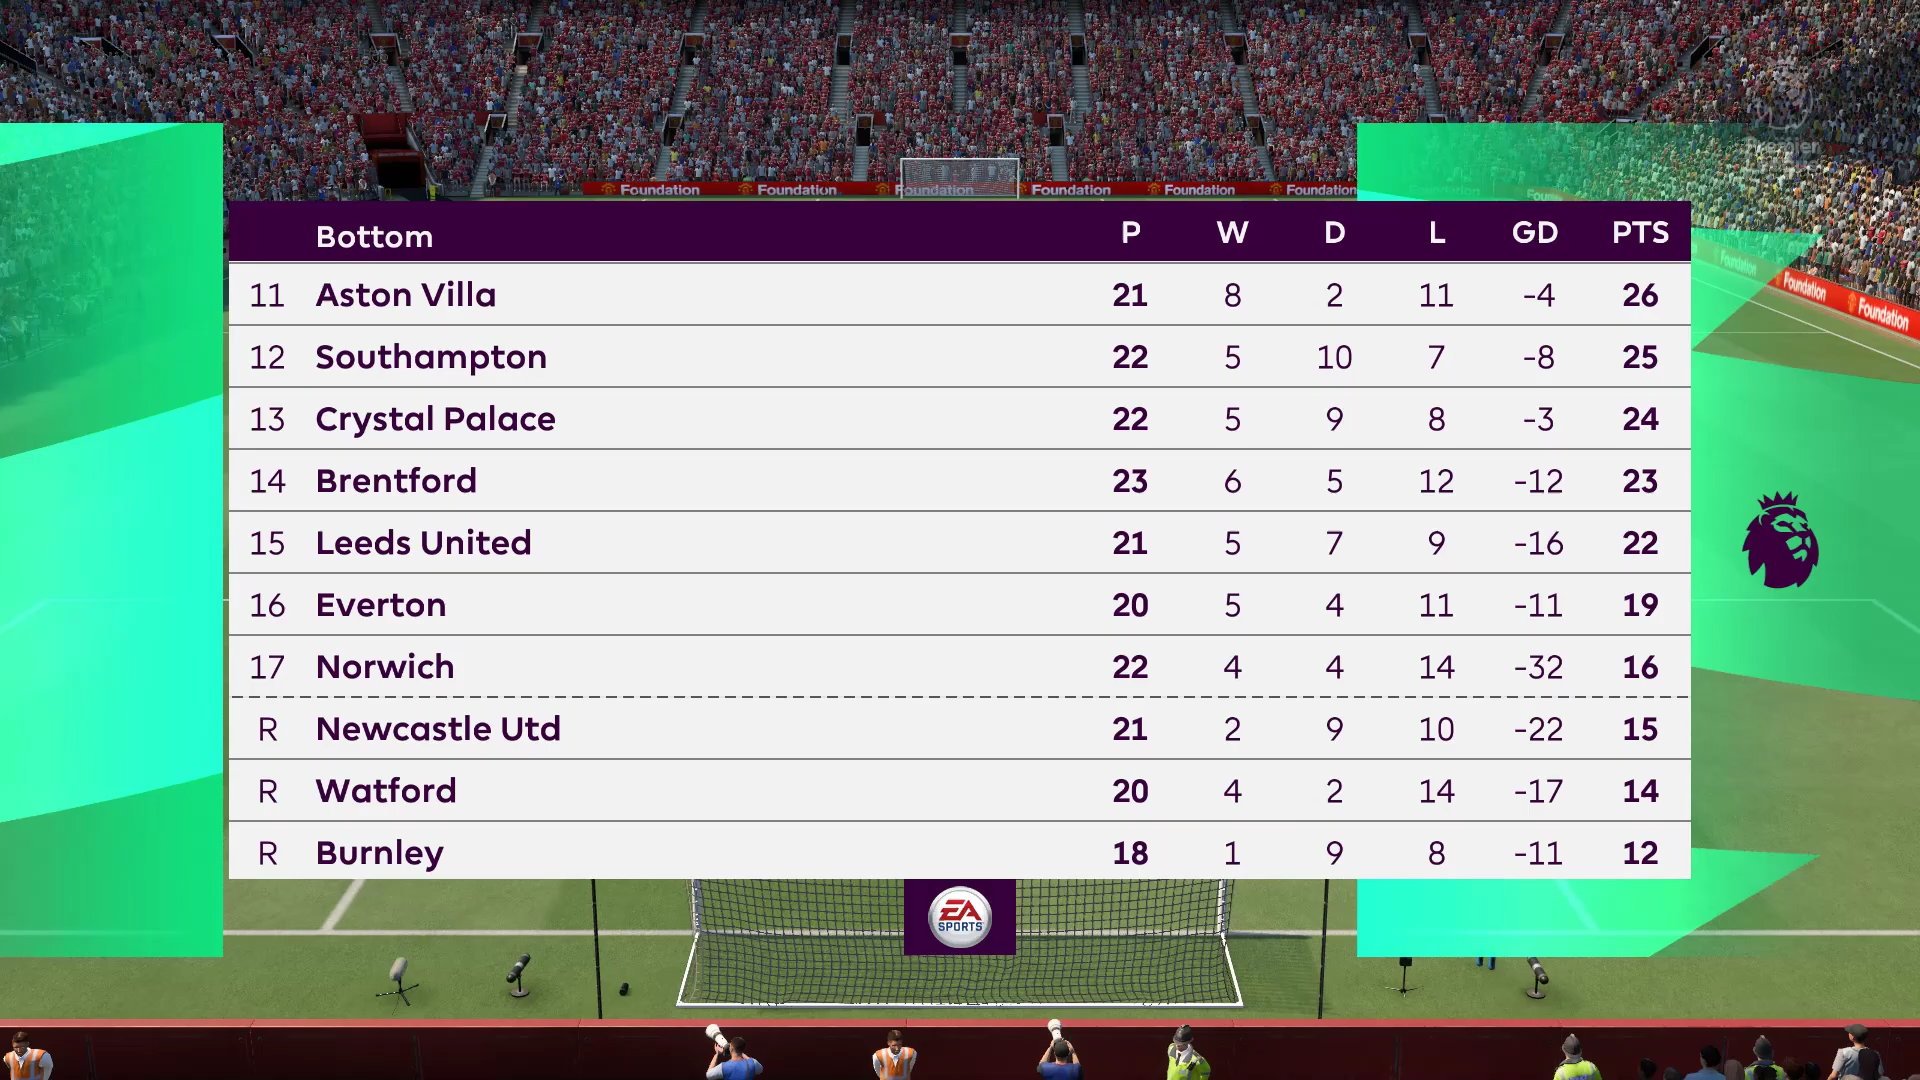 Foundation Foundation Foundation Foundation Foundation Foundation
Premier
Foundation Foundation Foundation
Bottom P W D L GD PTS
11 Aston Villa 21 8 2 11 -4 26
12 Southampton 22 5 10 7 -8 25
13 Crystal Palace 22 5 9 8 -3 24
14 Brentford 23 6 5 12 -12 23
15 Leeds United 21 5 7 9 -16 22
16 Everton 20 5 4 11 -11 19
17 Norwich 22 4 4 14 -32 16
R Newcastle Utd 21 2 9 10 -22 15
R Watford 20 4 2 14 -17 14
R Burnley 18 1 9 8 -11 12
EA
SPORTS